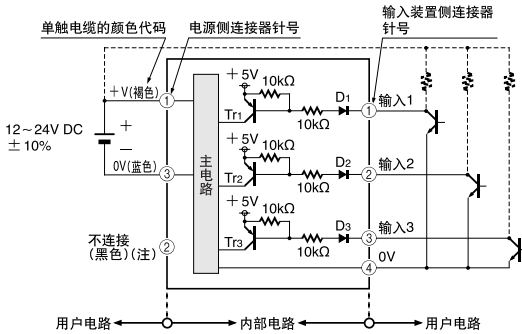 单触电缆的颜色代码
电源侧连接器针号
输入装置侧连接器
针号
+V(褐色)
①
12~24V DC
±10%
+
−
0V(蓝色)
③
不连接
(黑色)(注)
②
主电路
+5V
10kΩ
Tr1
10kΩ
D1
①
输入1
+5V
10kΩ
Tr2
10kΩ
D2
②
输入2
+5V
10kΩ
Tr3
10kΩ
D3
③
输入3
④
0V
用户电路
内部电路
用户电路